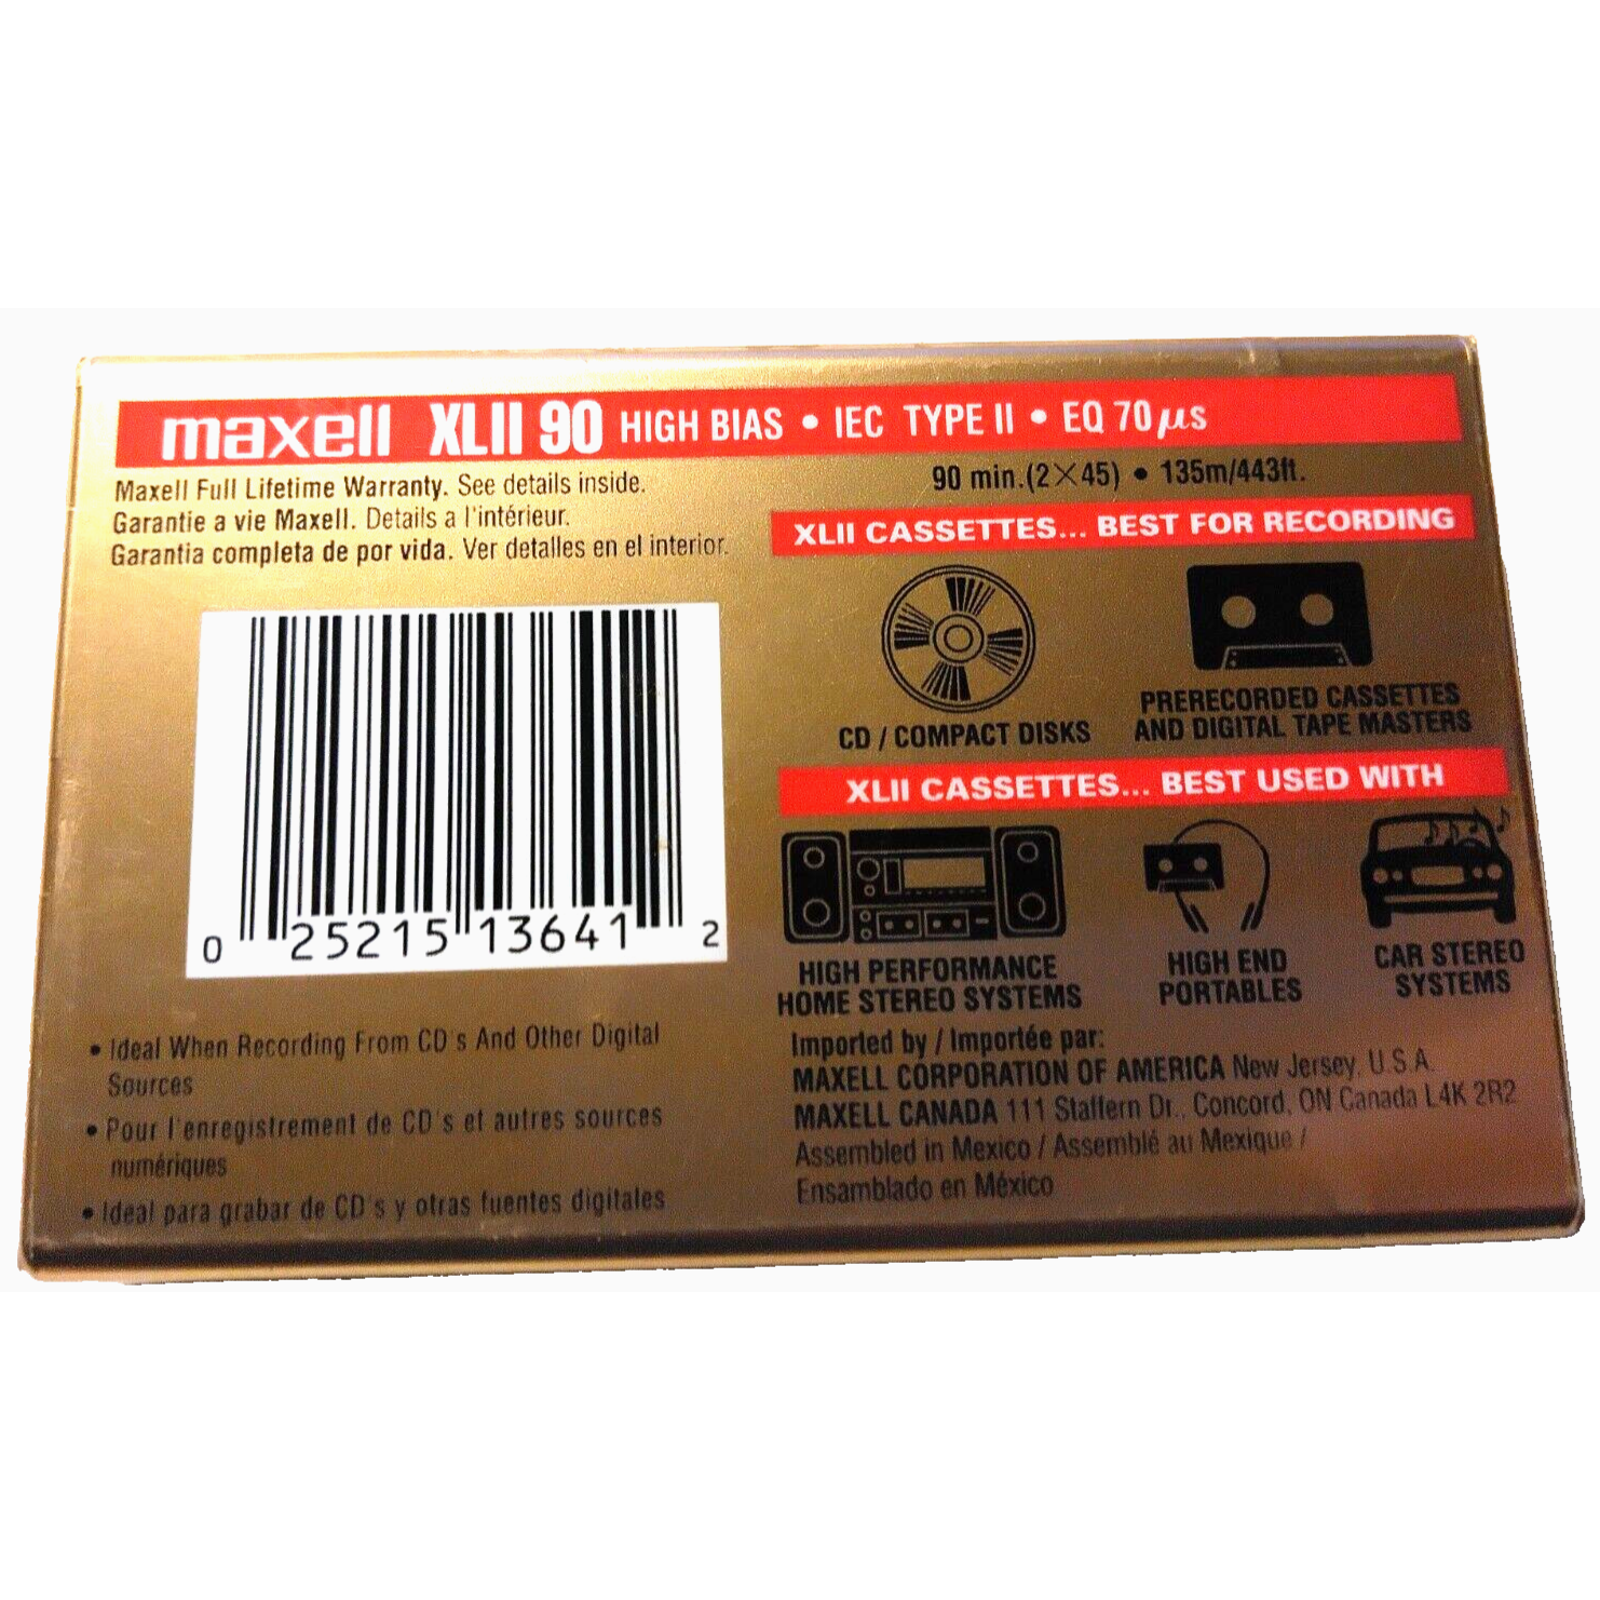 maxell XLII 90 HIGH BIAS • IEC TYPE II • EQ 70 µs
Maxell Full Lifetime Warranty. See details inside.
Garantie a vie Maxell. Details a l'intérieur.
Garantia completa de por vida. Ver detalles en el interior.
0 25215 13641 2
• Ideal When Recording From CD's And Other Digital
Sources
• Pour l'enregistrement de CD's et autres sources
numériques
• Ideal para grabar de CD's y otras fuentes digitales
90 min.(2×45) • 135m/443ft.
XLII CASSETTES... BEST FOR RECORDING
CD / COMPACT DISKS
PRERECORDED CASSETTES
AND DIGITAL TAPE MASTERS
XLII CASSETTES... BEST USED WITH
HIGH PERFORMANCE
HOME STEREO SYSTEMS
HIGH END
PORTABLES
CAR STEREO
SYSTEMS
Imported by / Importée par:
MAXELL CORPORATION OF AMERICA New Jersey, U.S.A.
MAXELL CANADA 111 Staffern Dr., Concord, ON Canada L4K 2R2
Assembled in Mexico / Assemblé au Mexique /
Ensamblado en México